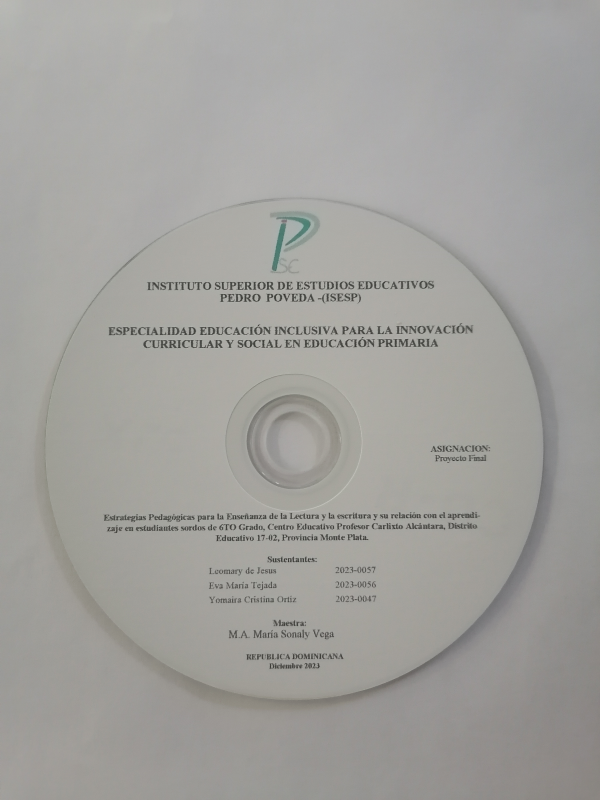 PSC
INSTITUTO SUPERIOR DE ESTUDIOS EDUCATIVOS
PEDRO POVEDA -(ISESP)
ESPECIALIDAD EDUCACIÓN INCLUSIVA PARA LA INNOVACIÓN
CURRICULAR Y SOCIAL EN EDUCACIÓN PRIMARIA
ASIGNACION:
Proyecto Final
Estrategias Pedagógicas para la Enseñanza de la Lectura y la escritura y su relación con el aprendi-
zaje en estudiantes sordos de 6TO Grado, Centro Educativo Profesor Carlixto Alcántara, Distrito
Educativo 17-02, Provincia Monte Plata.
Sustentantes:
Leomary de Jesus 2023-0057
Eva María Tejada 2023-0056
Yomaira Cristina Ortiz 2023-0047
Maestra:
M.A. María Sonaly Vega
REPUBLICA DOMINICANA
Diciembre 2023